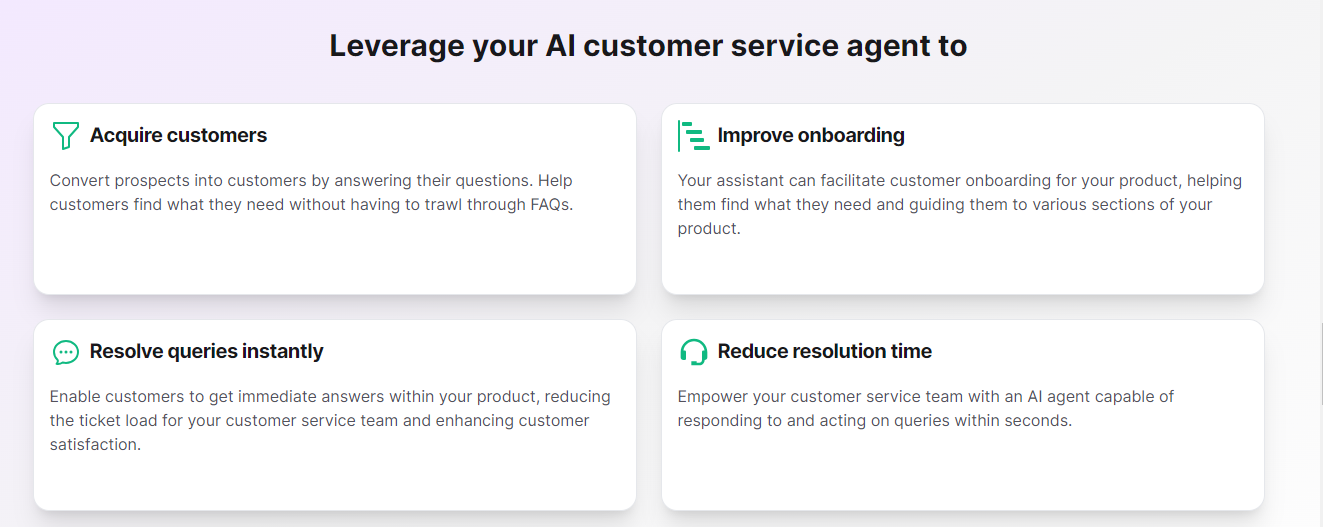 Leverage your AI customer service agent to
Acquire customers
Convert prospects into customers by answering their questions. Help
customers find what they need without having to trawl through FAQs.
Improve onboarding
Your assistant can facilitate customer onboarding for your product, helping
them find what they need and guiding them to various sections of your
product.
Resolve queries instantly
Enable customers to get immediate answers within your product, reducing
the ticket load for your customer service team and enhancing customer
satisfaction.
Reduce resolution time
Empower your customer service team with an AI agent capable of
responding to and acting on queries within seconds.